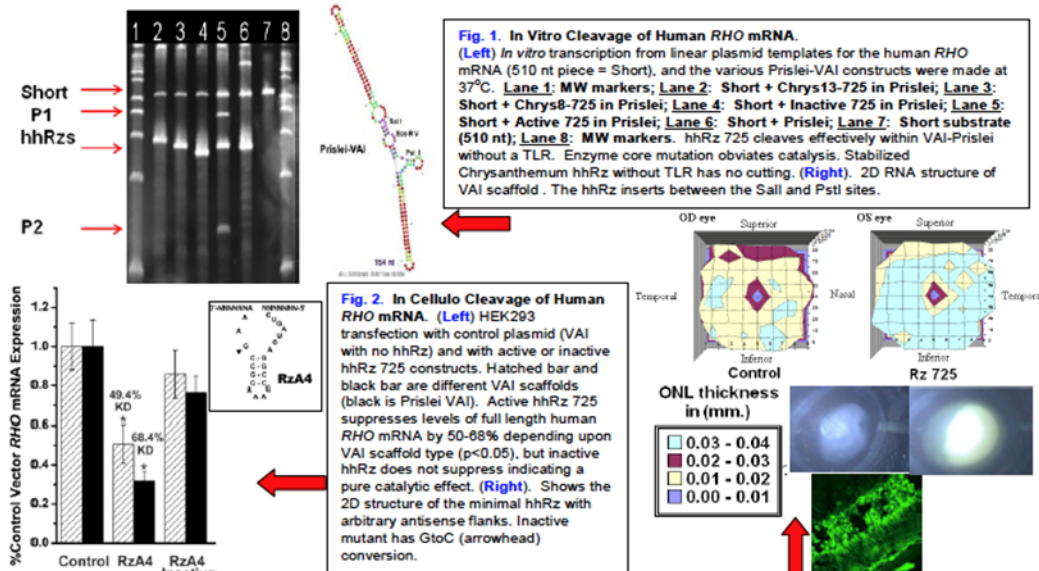 1 2 3 4 5 6 7 8
Short
P1
hhRzs
P2
Sal I
Eco R V
Pst I
Prislei-VAI
164 nt
Fig. 1. In Vitro Cleavage of Human RHO mRNA.
(Left) In vitro transcription from linear plasmid templates for the human RHO
mRNA (510 nt piece = Short), and the various Prislei-VAI constructs were made at
37°C. Lane 1: MW markers; Lane 2: Short + Chrys13-725 in Prislei; Lane 3:
Short + Chrys8-725 in Prislei; Lane 4: Short + Inactive 725 in Prislei; Lane 5:
Short + Active 725 in Prislei; Lane 6: Short + Prislei; Lane 7: Short substrate
(510 nt); Lane 8: MW markers. hhRz 725 cleaves effectively within VAI-Prislei
without a TLR. Enzyme core mutation obviates catalysis. Stabilized
Chrysanthemum hhRz without TLR has no cutting. (Right). 2D RNA structure of
VAI scaffold . The hhRz inserts between the SalI and PstI sites.
%Control Vector RHO mRNA Expression
1.2
1.0
0.8
0.6
0.4
0.2
0.0
49.4%
KD
*
68.4%
KD
*
Control RzA4 RzA4
RzA4
Fig. 2. In Cellulo Cleavage of Human
RHO mRNA. (Left) HEK293
transfection with control plasmid (VAI
with no hhRz) and with active or inactive
hhRz 725 constructs. Hatched bar and
black bar are different VAI scaffolds
(black is Prislei VAI). Active hhRz 725
suppresses levels of full length human
RHO mRNA by 50-68% depending upon
VAI scaffold type (p<0.05), but inactive
hhRz does not suppress indicating a
pure catalytic effect. (Right). Shows the
2D structure of the minimal hhRz with
arbitrary antisense flanks. Inactive
mutant has GtoC (arrowhead)
conversion.
OD eye OS eye
Superior Superior
Temporal Nasal Tempor
Inferior Inferior
Control Rz 725
ONL thickness
in (mm.)
0.03 - 0.04
0.02 - 0.03
0.01 - 0.02
0.00 - 0.01